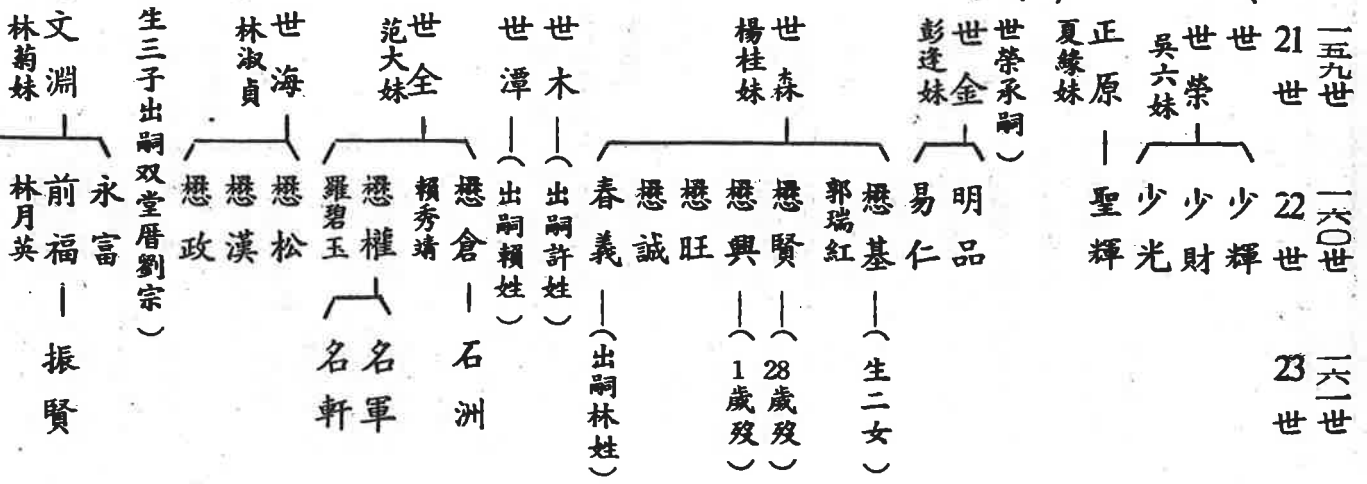 一五九世
21世
世
世榮
吳六妹
正原
夏緣妹
世榮承嗣）
世金
彭逢妹
世森
楊桂妹
世木
世潭
世全
范大妹
世海
林淑貞
生三子出嗣双堂厝劉宗）
文淵
林菊妹
一六〇世
22世
少輝
少財
少光
聖輝
明品
易仁
懋基
郭瑞紅
懋賢
懋興
懋旺
懋誠
春義
（出嗣許姓）
（出嗣賴姓）
懋倉
賴秀靖
懋權
羅碧玉
懋松
懋漢
懋政
永富
前福
林月英
一六一世
23世
（生二女）
（28歲歿）
（1歲歿）
（出嗣林姓）
石洲
名軍
名軒
振賢